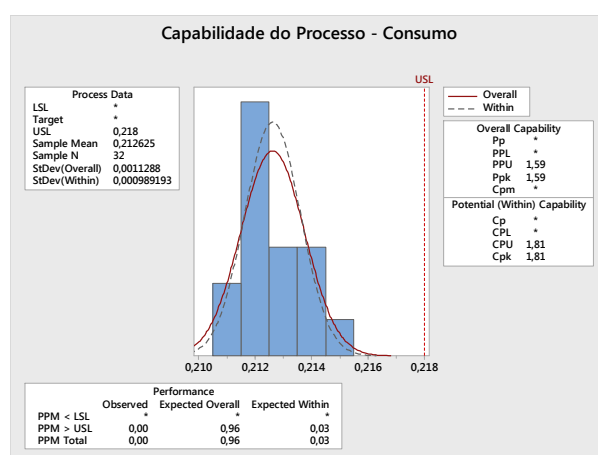 Capabilidade do Processo - Consumo
USL
Process Data
LSL *
Target *
USL 0,218
Sample Mean 0,212625
Sample N 32
StDev(Overall) 0,0011288
StDev(Within) 0,000989193
Overall
Within
Overall Capability
Pp *
PPL *
PPU 1,59
Ppk 1,59
Cpm *
Potential (Within) Capability
Cp *
CPL *
CPU 1,81
Cpk 1,81
0,210 0,212 0,214 0,216 0,218
Performance
Observed Expected Overall Expected Within
PPM < LSL * * *
PPM > USL 0,00 0,96 0,03
PPM Total 0,00 0,96 0,03